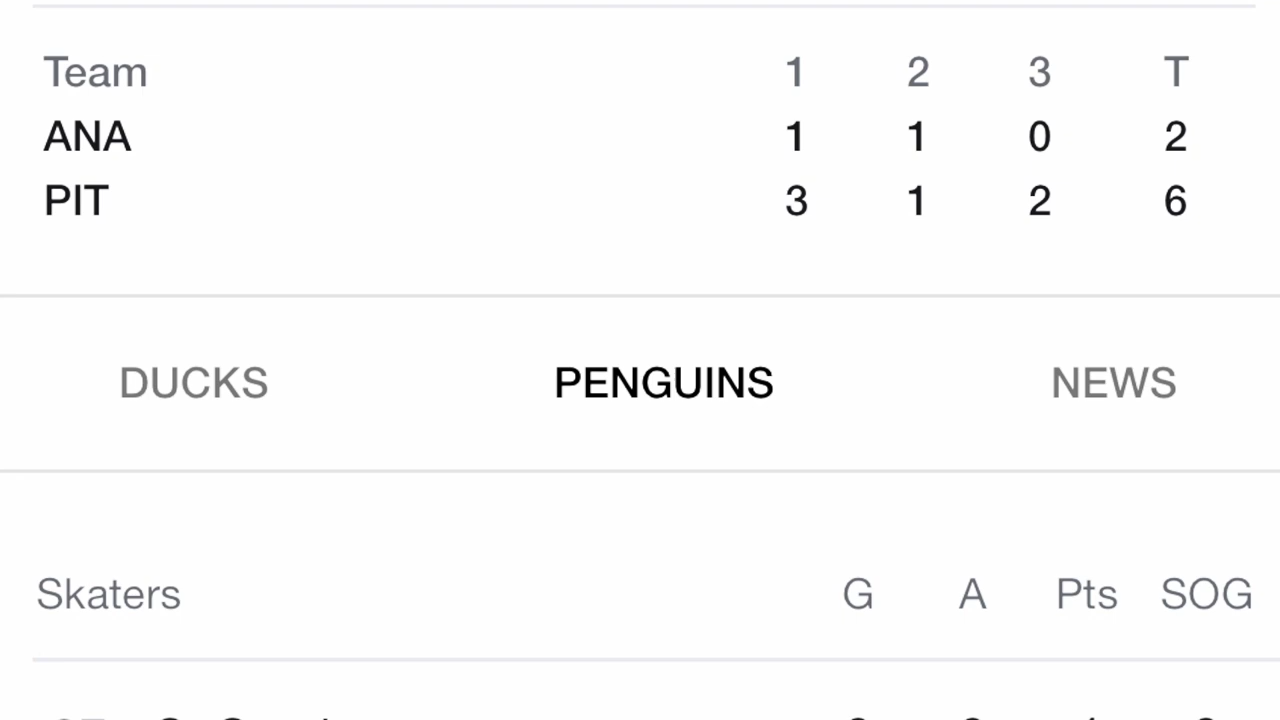 Team 1 2 3 T
ANA 1 1 0 2
PIT 3 1 2 6
DUCKS PENGUINS NEWS
Skaters G A Pts SOG